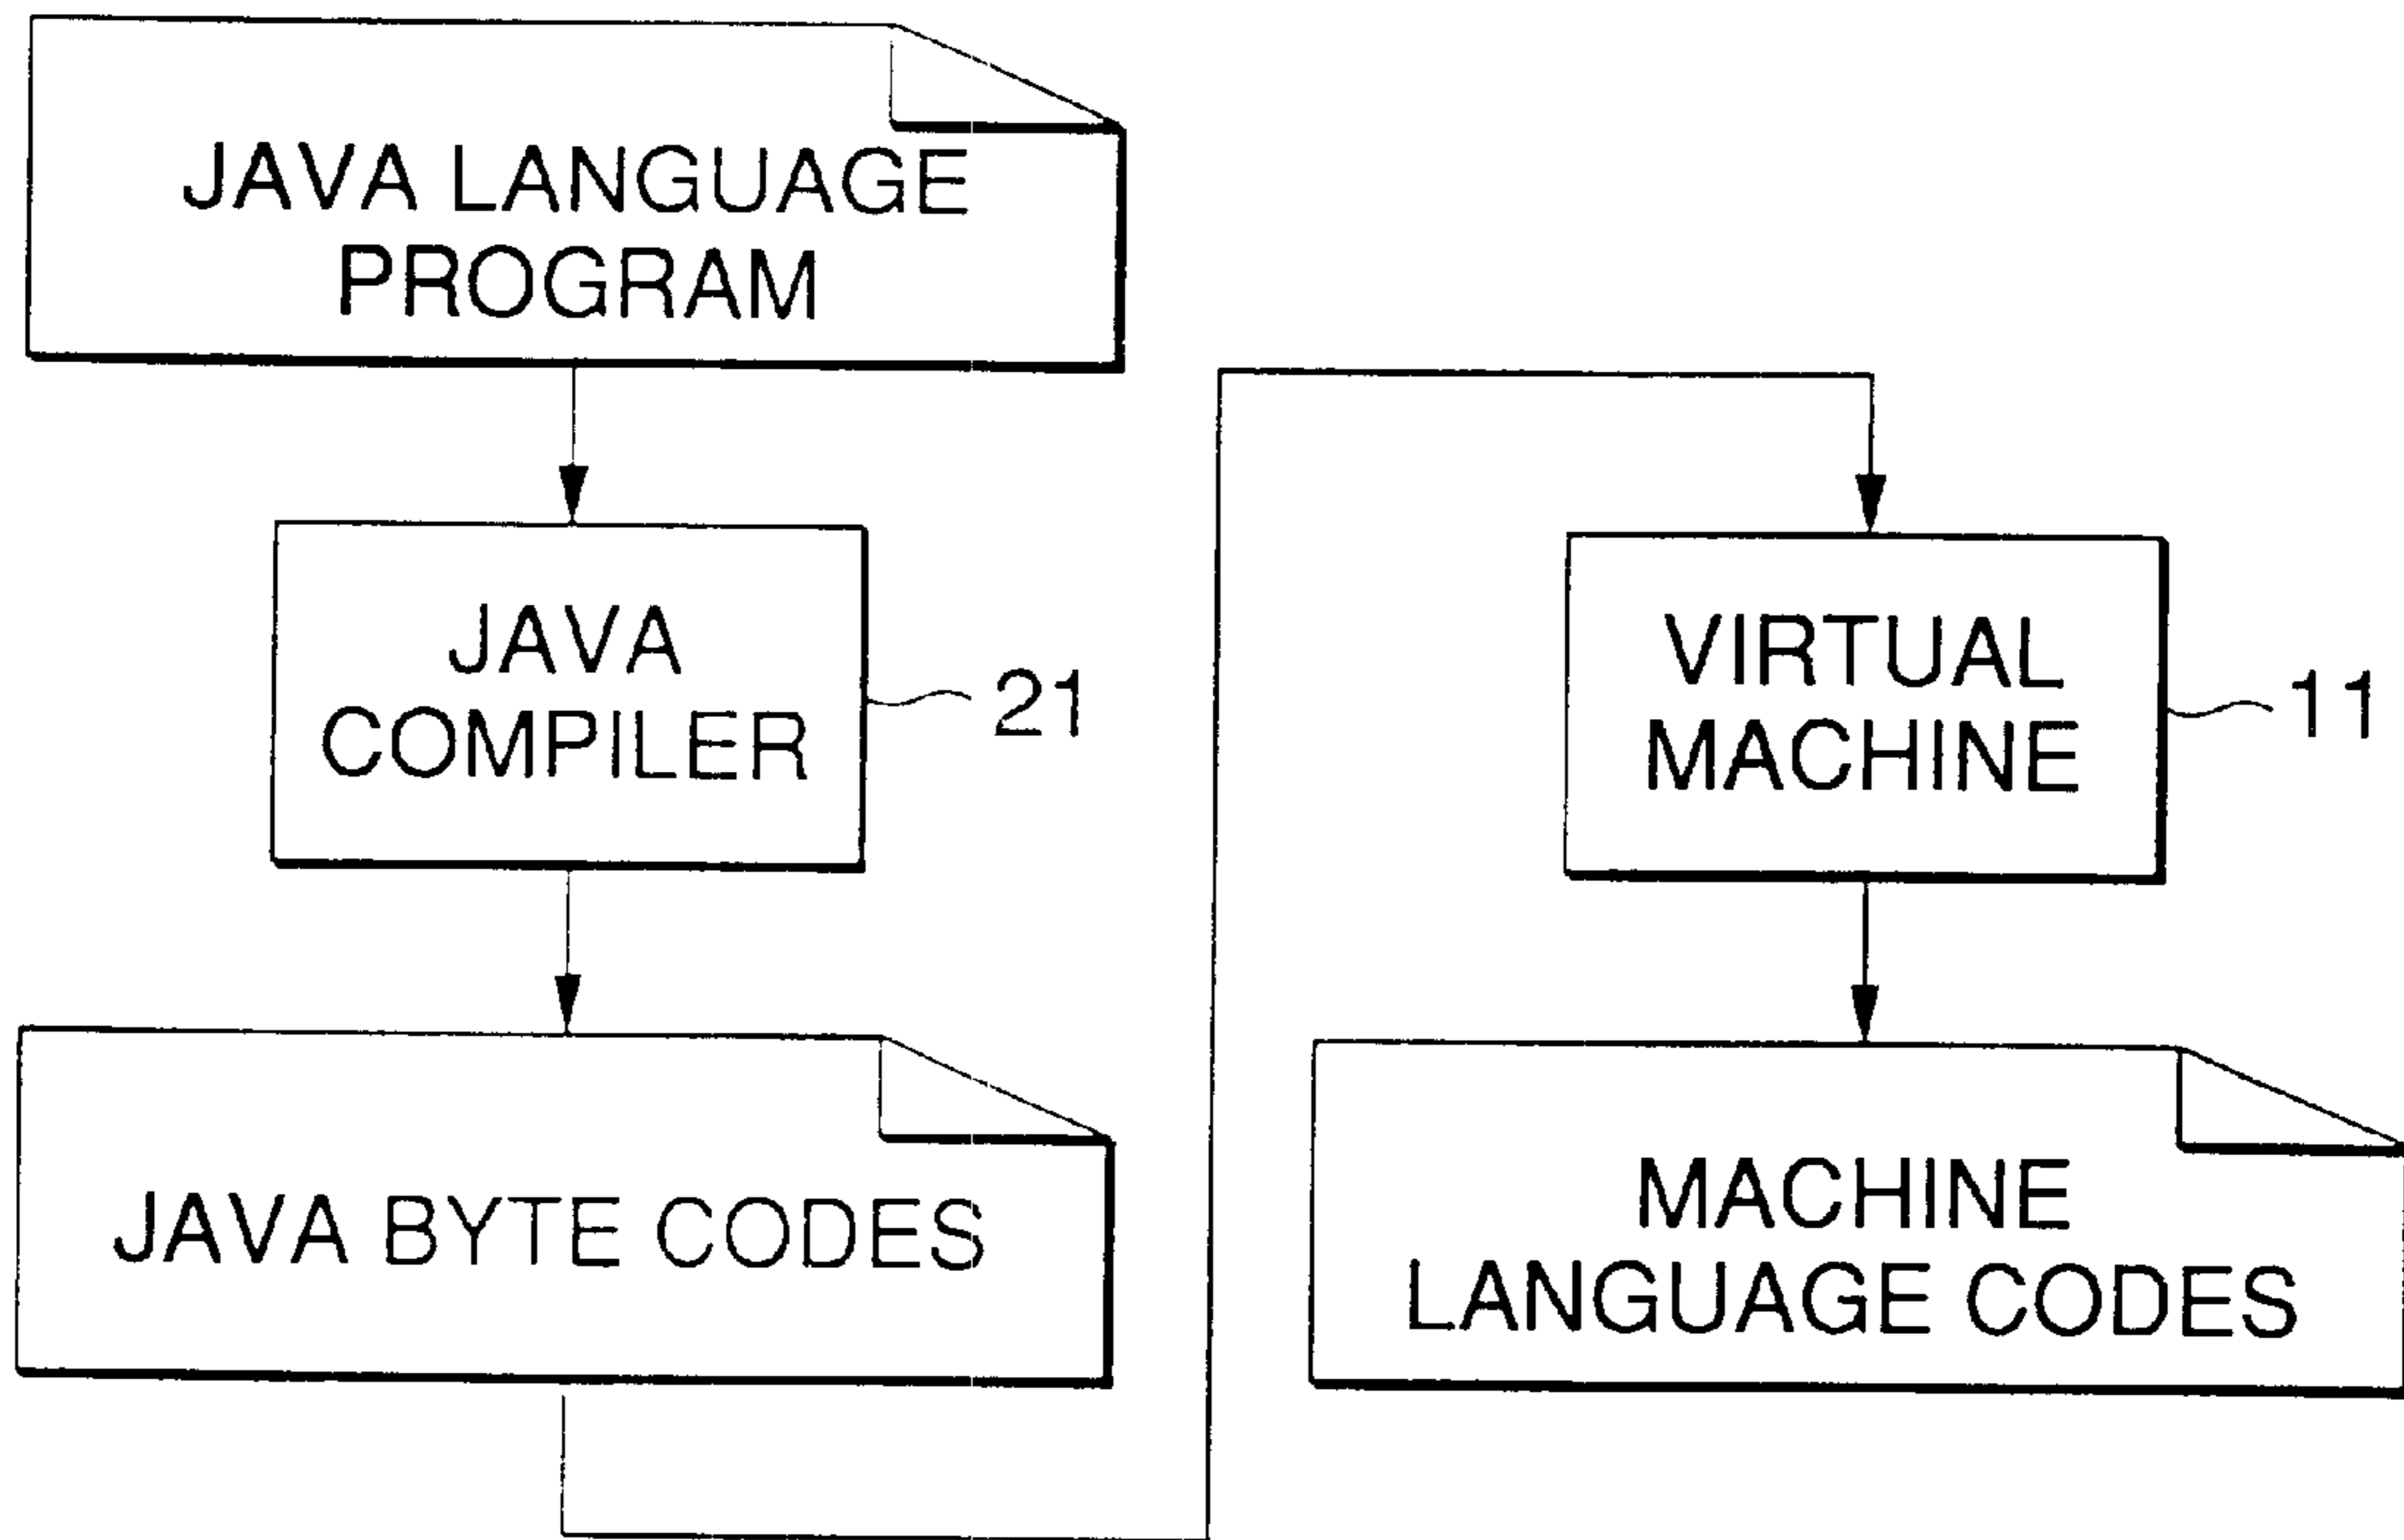 JAVA LANGUAGE
PROGRAM
JAVA
COMPILER
21
JAVA BYTE CODES
VIRTUAL
MACHINE
11
MACHINE
LANGUAGE CODES